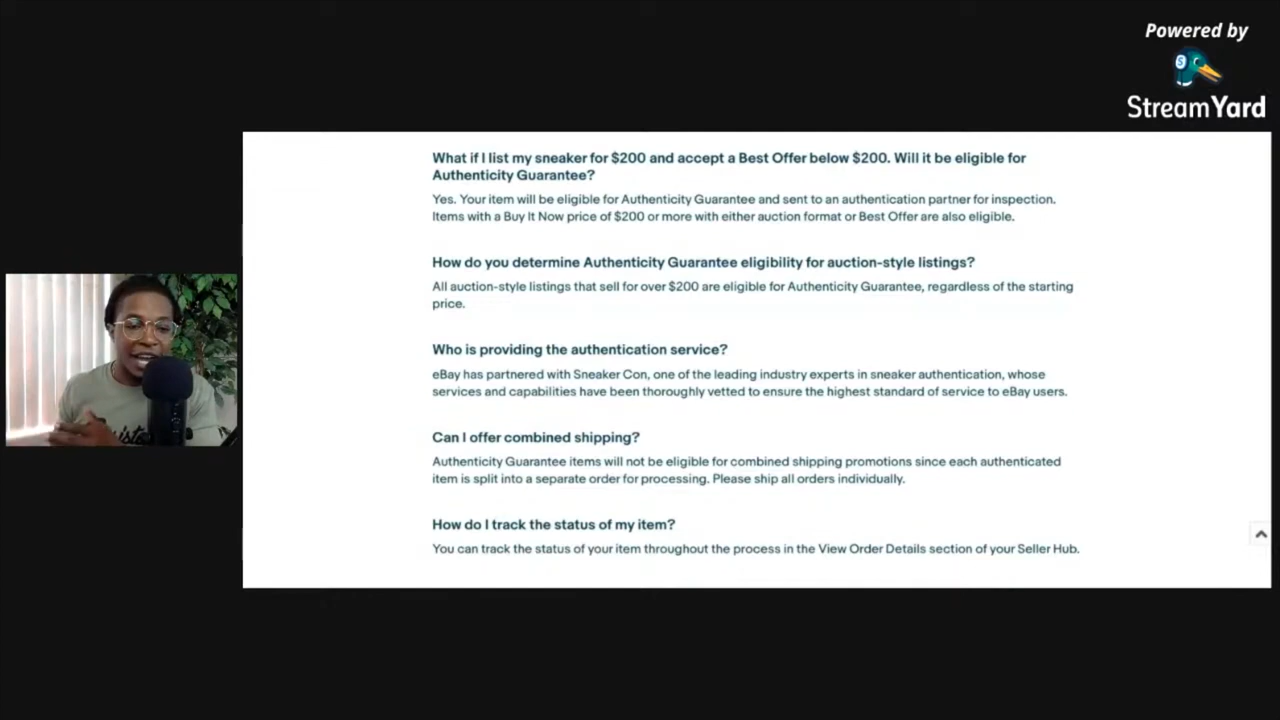 Powered by
StreamYard
What if I list my sneaker for $200 and accept a Best Offer below $200. Will it be eligible for
Authenticity Guarantee?
Yes. Your item will be eligible for Authenticity Guarantee and sent to an authentication partner for inspection.
Items with a Buy It Now price of $200 or more with either auction format or Best Offer are also eligible.
How do you determine Authenticity Guarantee eligibility for auction-style listings?
All auction-style listings that sell for over $200 are eligible for Authenticity Guarantee, regardless of the starting
price.
Who is providing the authentication service?
eBay has partnered with Sneaker Con, one of the leading industry experts in sneaker authentication, whose
services and capabilities have been thoroughly vetted to ensure the highest standard of service to eBay users.
Can I offer combined shipping?
Authenticity Guarantee items will not be eligible for combined shipping promotions since each authenticated
item is split into a separate order for processing. Please ship all orders individually.
How do I track the status of my item?
You can track the status of your item throughout the process in the View Order Details section of your Seller Hub.